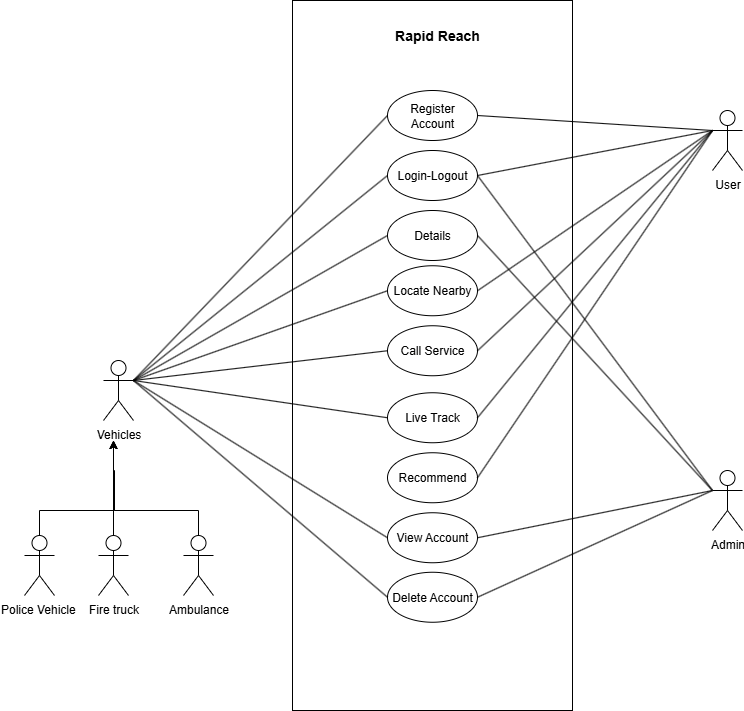 Rapid Reach
Register
Account
Login-Logout
Details
Locate Nearby
Call Service
Live Track
Recommend
View Account
Delete Account
User
Admin
Vehicles
Police Vehicle
Fire truck
Ambulance